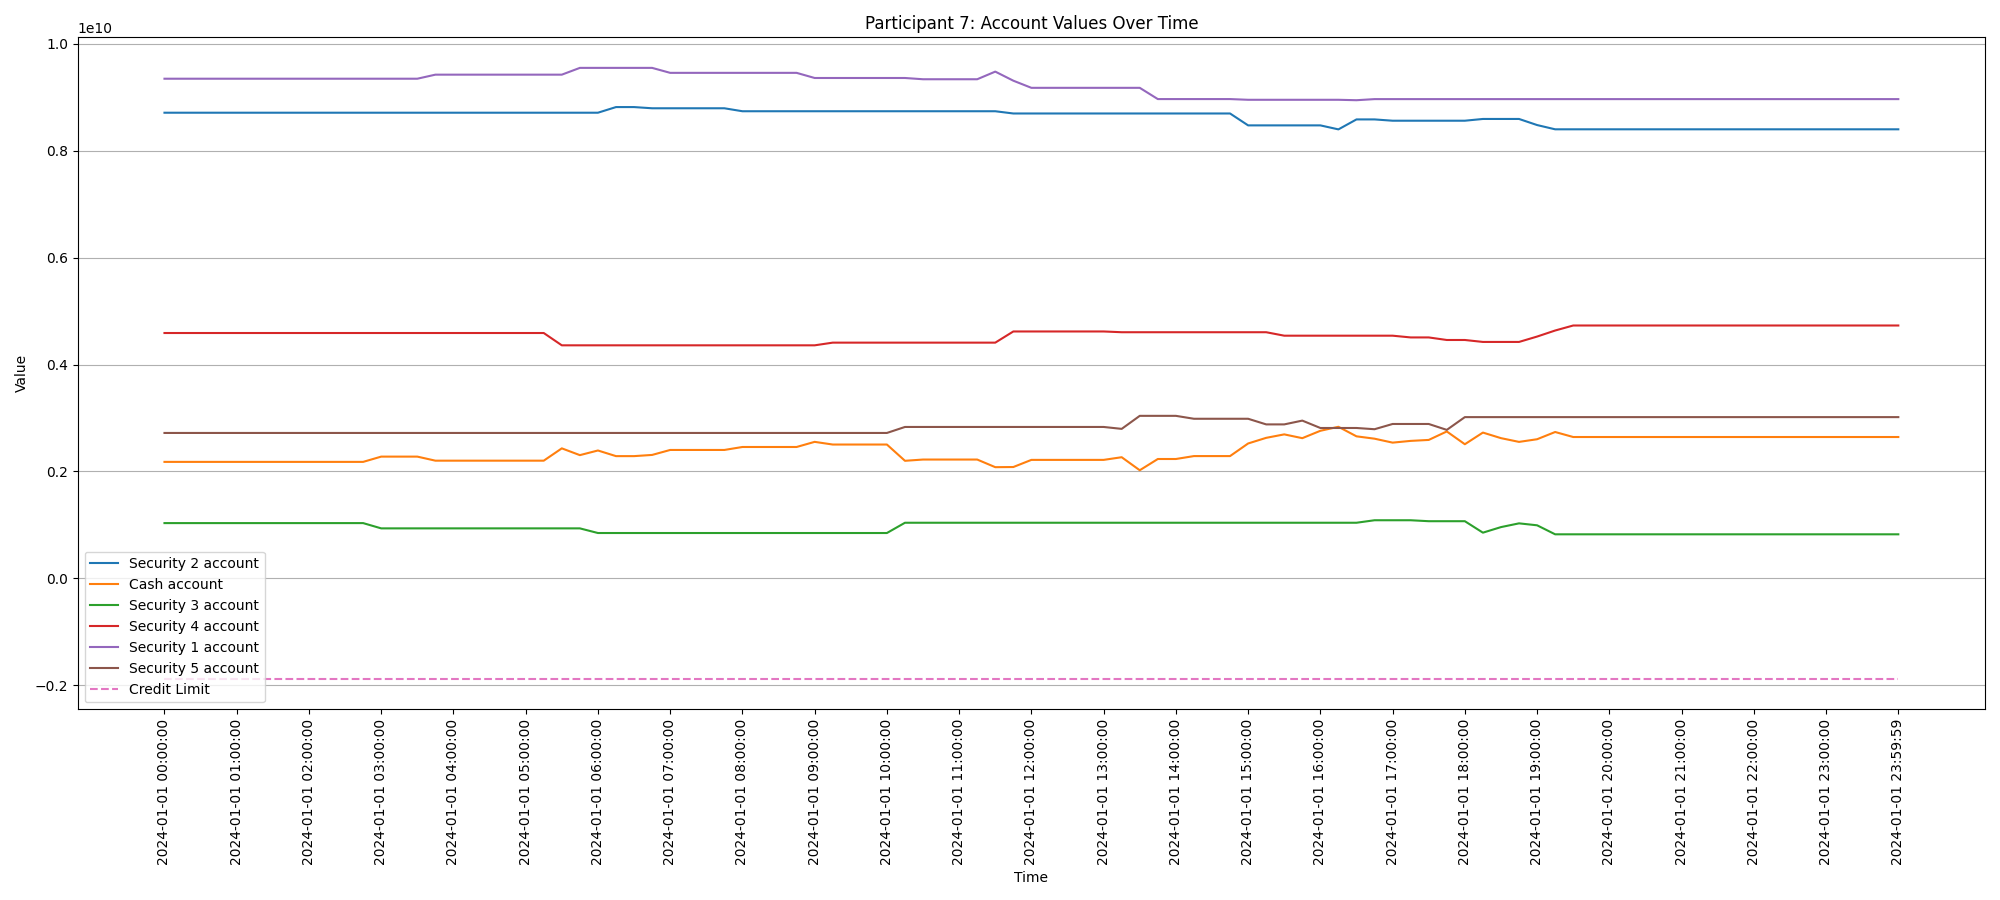 Participant 7: Account Values Over Time
1e10
1.0
0.8
0.6
0.4
0.2
0.0
−0.2
Value
Security 2 account
Cash account
Security 3 account
Security 4 account
Security 1 account
Security 5 account
Credit Limit
2024-01-01 00:00:00
2024-01-01 01:00:00
2024-01-01 02:00:00
2024-01-01 03:00:00
2024-01-01 04:00:00
2024-01-01 05:00:00
2024-01-01 06:00:00
2024-01-01 07:00:00
2024-01-01 08:00:00
2024-01-01 09:00:00
2024-01-01 10:00:00
2024-01-01 11:00:00
2024-01-01 12:00:00
2024-01-01 13:00:00
2024-01-01 14:00:00
2024-01-01 15:00:00
2024-01-01 16:00:00
2024-01-01 17:00:00
2024-01-01 18:00:00
2024-01-01 19:00:00
2024-01-01 20:00:00
2024-01-01 21:00:00
2024-01-01 22:00:00
2024-01-01 23:00:00
2024-01-01 23:59:59
Time